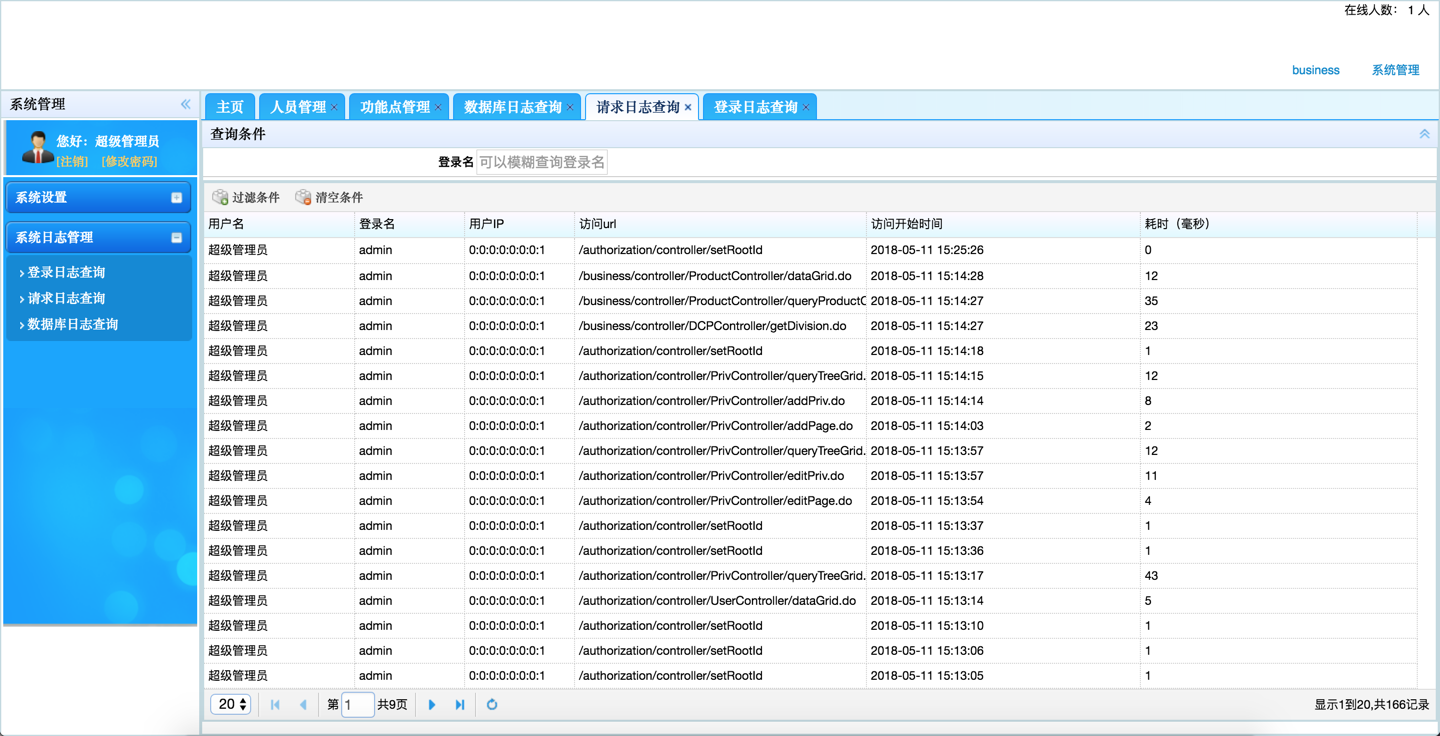 在线人数： 1 人
business 系统管理
系统管理
主页 人员管理 × 功能点管理 × 数据库日志查询 × 请求日志查询 × 登录日志查询 ×
您好：超级管理员
[注销] [修改密码]
系统设置
系统日志管理
登录日志查询
请求日志查询
数据库日志查询
查询条件
登录名 可以模糊查询登录名
过滤条件 清空条件
用户名 登录名 用户IP 访问url 访问开始时间 耗时（毫秒）
超级管理员 admin 0:0:0:0:0:0:0:1 /authorization/controller/setRootId 2018-05-11 15:25:26 0
超级管理员 admin 0:0:0:0:0:0:0:1 /business/controller/ProductController/dataGrid.do 2018-05-11 15:14:28 12
超级管理员 admin 0:0:0:0:0:0:0:1 /business/controller/ProductController/queryProductC 2018-05-11 15:14:27 35
超级管理员 admin 0:0:0:0:0:0:0:1 /business/controller/DCPController/getDivision.do 2018-05-11 15:14:27 23
超级管理员 admin 0:0:0:0:0:0:0:1 /authorization/controller/setRootId 2018-05-11 15:14:18 1
超级管理员 admin 0:0:0:0:0:0:0:1 /authorization/controller/PrivController/queryTreeGrid. 2018-05-11 15:14:15 12
超级管理员 admin 0:0:0:0:0:0:0:1 /authorization/controller/PrivController/addPriv.do 2018-05-11 15:14:14 8
超级管理员 admin 0:0:0:0:0:0:0:1 /authorization/controller/PrivController/addPage.do 2018-05-11 15:14:03 2
超级管理员 admin 0:0:0:0:0:0:0:1 /authorization/controller/PrivController/queryTreeGrid. 2018-05-11 15:13:57 12
超级管理员 admin 0:0:0:0:0:0:0:1 /authorization/controller/PrivController/editPriv.do 2018-05-11 15:13:57 11
超级管理员 admin 0:0:0:0:0:0:0:1 /authorization/controller/PrivController/editPage.do 2018-05-11 15:13:54 4
超级管理员 admin 0:0:0:0:0:0:0:1 /authorization/controller/setRootId 2018-05-11 15:13:37 1
超级管理员 admin 0:0:0:0:0:0:0:1 /authorization/controller/setRootId 2018-05-11 15:13:36 1
超级管理员 admin 0:0:0:0:0:0:0:1 /authorization/controller/PrivController/queryTreeGrid. 2018-05-11 15:13:17 43
超级管理员 admin 0:0:0:0:0:0:0:1 /authorization/controller/UserController/dataGrid.do 2018-05-11 15:13:14 5
超级管理员 admin 0:0:0:0:0:0:0:1 /authorization/controller/setRootId 2018-05-11 15:13:10 1
超级管理员 admin 0:0:0:0:0:0:0:1 /authorization/controller/setRootId 2018-05-11 15:13:06 1
超级管理员 admin 0:0:0:0:0:0:0:1 /authorization/controller/setRootId 2018-05-11 15:13:05 1
20 第 1 共9页 显示1到20,共166记录